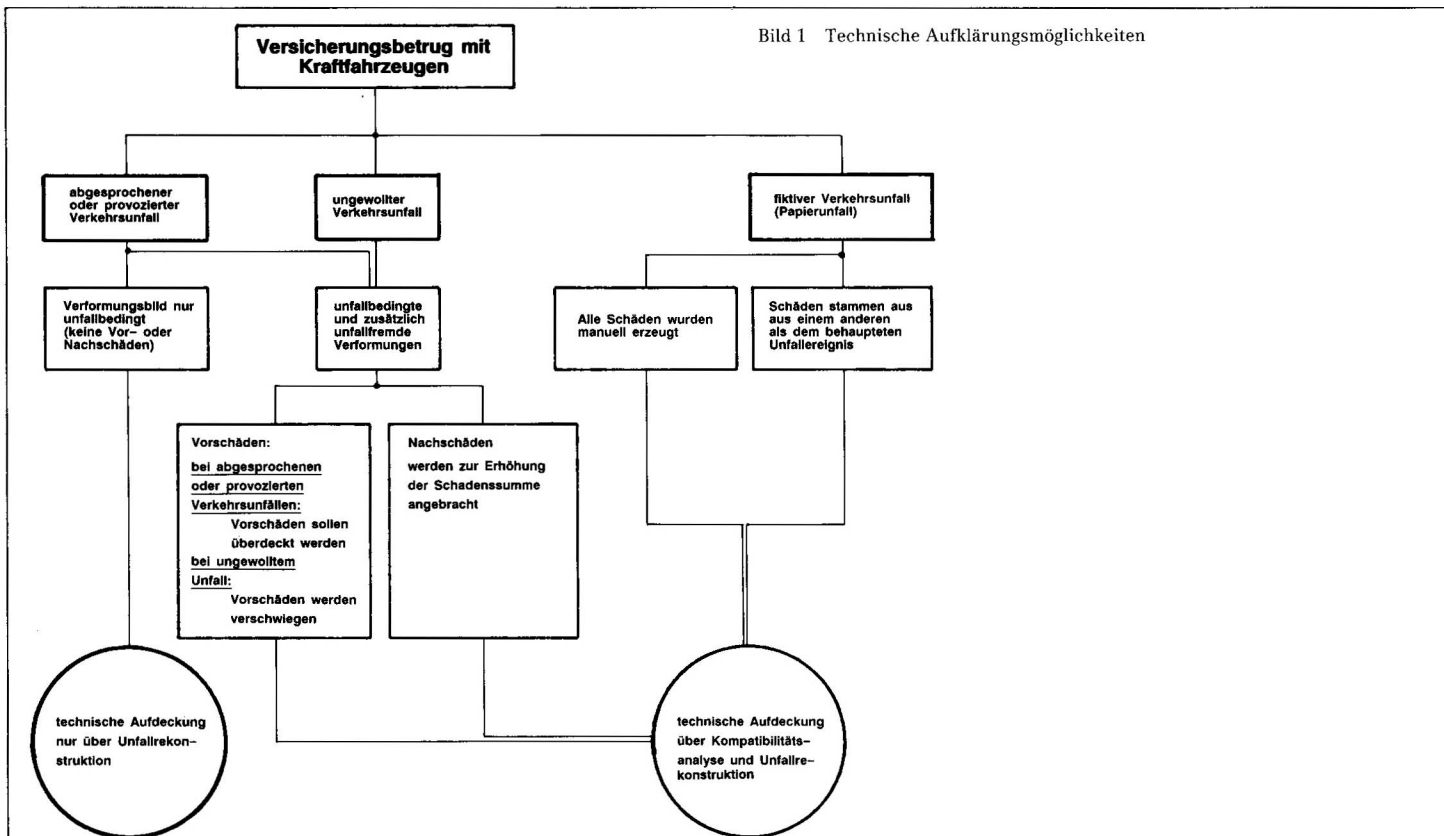 Bild 1 Technische Aufklärungsmöglichkeiten
Versicherungsbetrug mit
Kraftfahrzeugen
abgesprochener
oder provozierter
Verkehrsunfall
ungewollter
Verkehrsunfall
fiktiver Verkehrsunfall
(Papierunfall)
Verformungsbild nur
unfallbedingt
(keine Vor- oder
Nachschäden)
unfallbedingte
und zusätzlich
unfallfremde
Verformungen
Alle Schäden wurden
manuell erzeugt
Schäden stammen aus
aus einem anderen
als dem behaupteten
Unfallereignis
Vorschäden:
bei abgesprochenen
oder provozierten
Verkehrsunfällen:
Vorschäden sollen
überdeckt werden
bei ungewolltem
Unfall:
Vorschäden werden
verschwiegen
Nachschäden
werden zur Erhöhung
der Schadenssumme
angebracht
technische Aufdeckung
nur über Unfallrekon-
struktion
technische Aufdeckung
über Kompatibilitäts-
analyse und Unfallre-
konstruktion